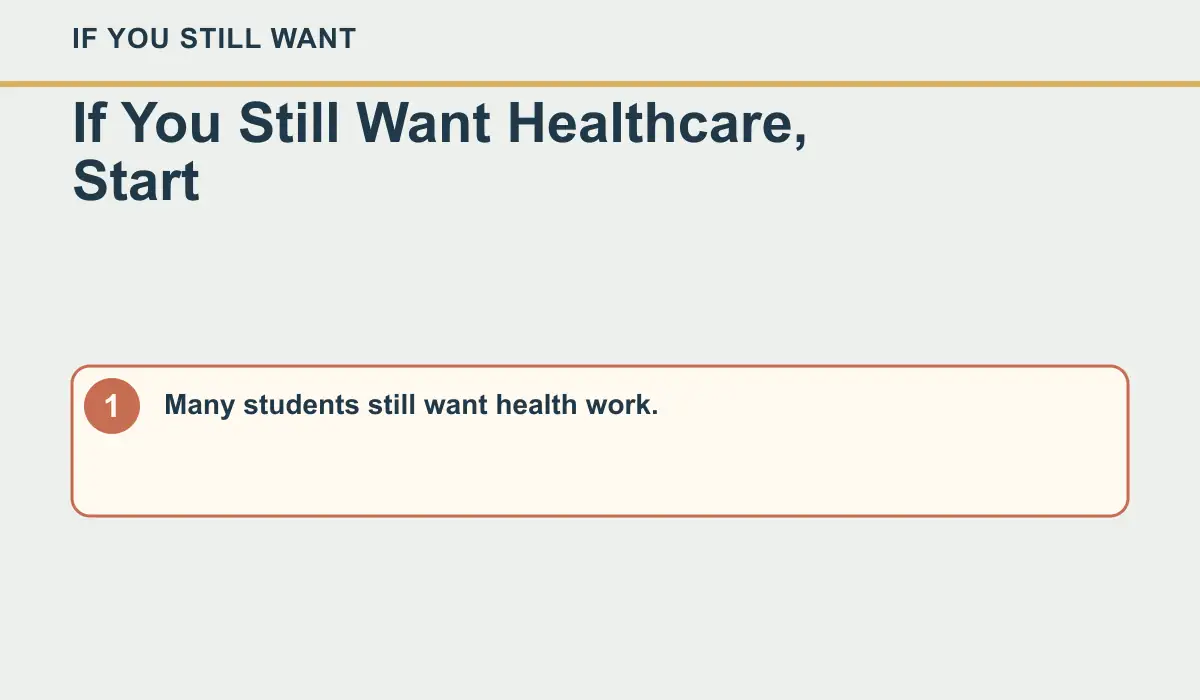 IF YOU STILL WANT
If You Still Want Healthcare,
Start
1 Many students still want health work.